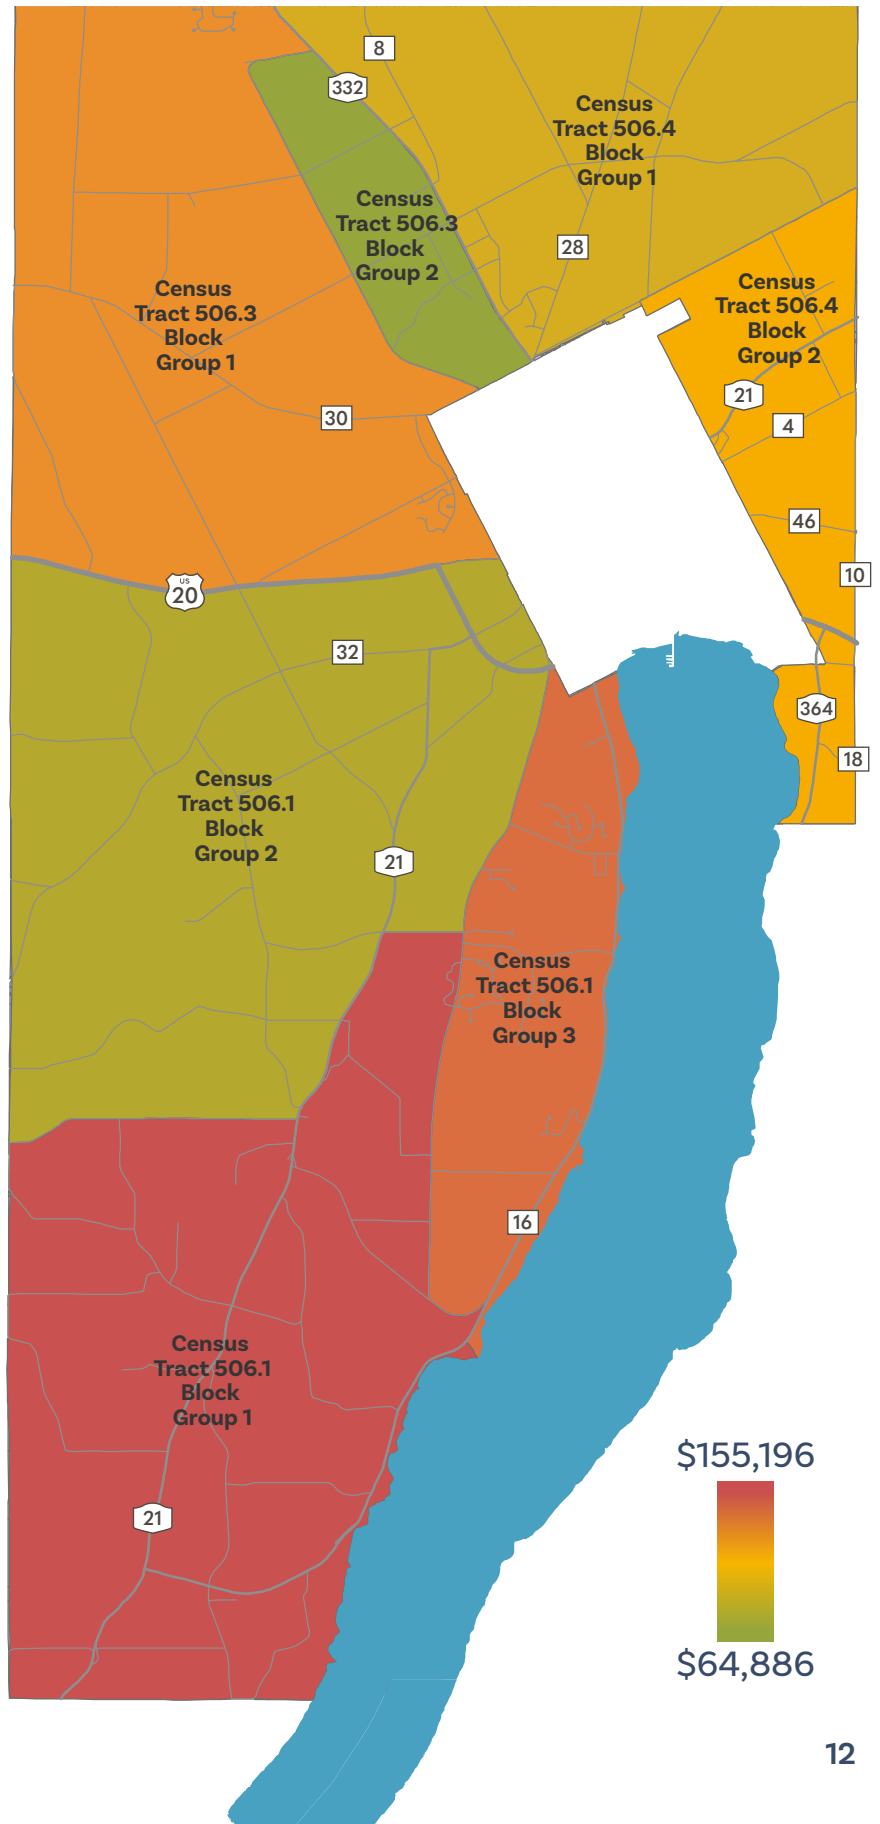 8
332
Census
Tract 506.4
Block
Group 1
Census
Tract 506.3
Block
Group 2
28
Census
Tract 506.4
Block
Group 2
Census
Tract 506.3
Block
Group 1
21
4
30
46
10
US
20
32
364
18
Census
Tract 506.1
Block
Group 2
21
Census
Tract 506.1
Block
Group 3
16
Census
Tract 506.1
Block
Group 1
21
$155,196
$64,886
12